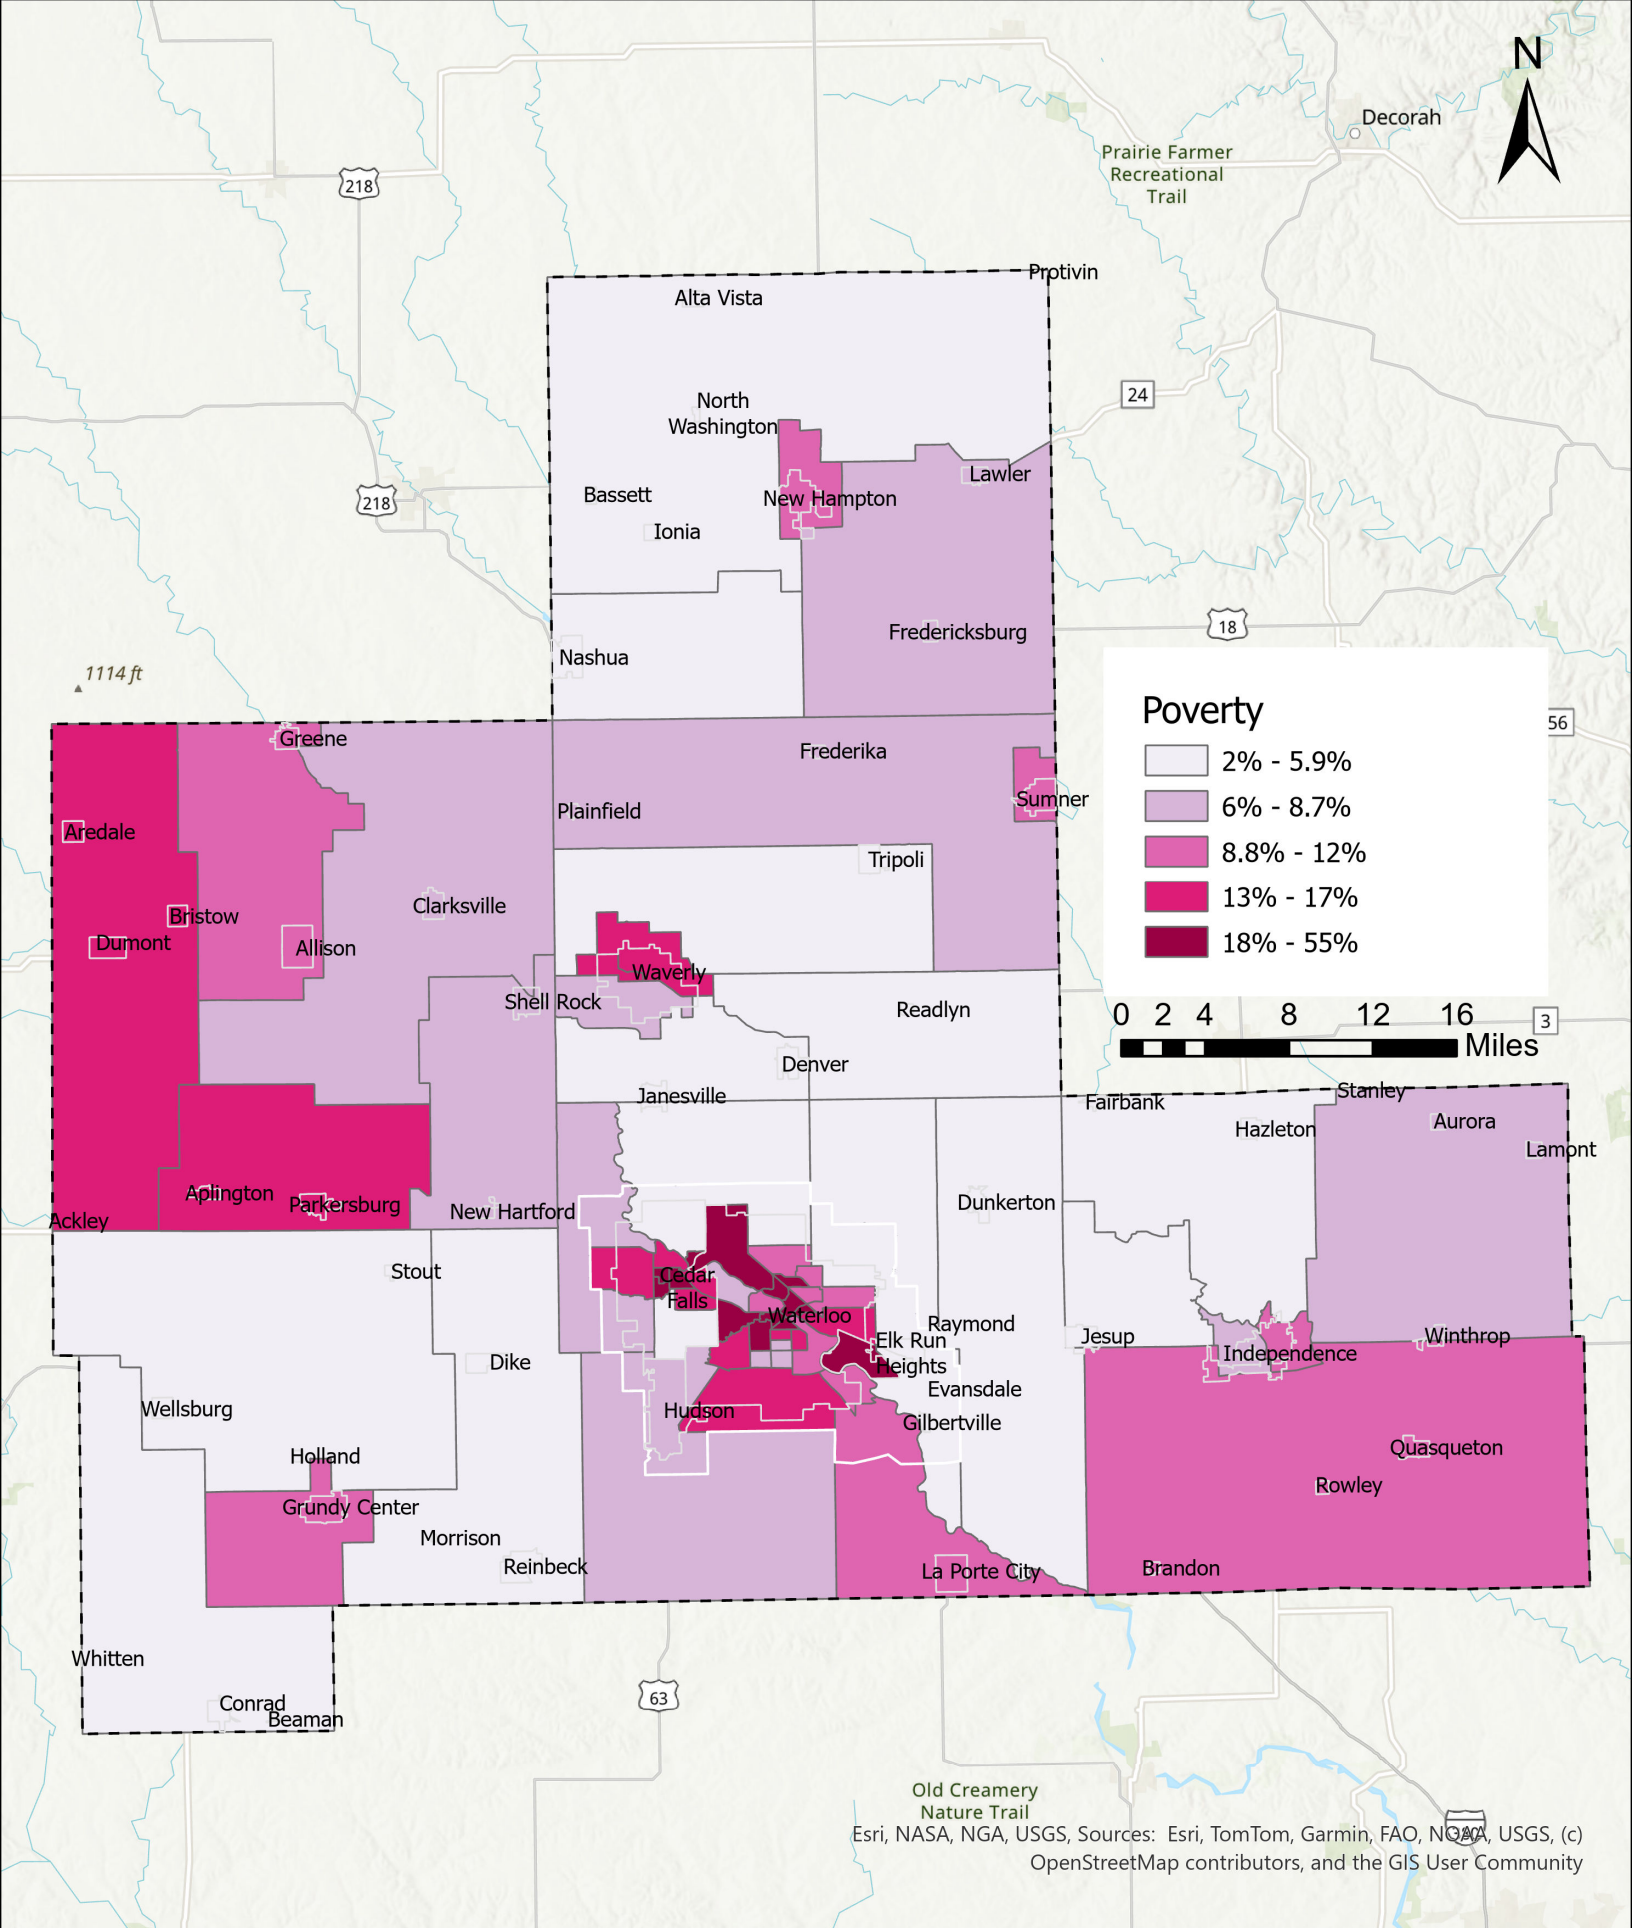 N
Decorah
Prairie Farmer
Recreational
Trail
218
Protivin
Alta Vista
24
North
Washington
Lawler
Bassett
New Hampton
218
Ionia
18
Fredericksburg
Nashua
1114 ft
Poverty
56
Greene
Frederika
2% - 5.9%
Sumner
6% - 8.7%
Plainfield
Aredale
8.8% - 12%
Tripoli
13% - 17%
Clarksville
Bristow
Dumont
Allison
18% - 55%
Waverly
Shell Rock
Readlyn
0 2 4 8 12 16
3
Miles
Denver
Janesville
Stanley
Fairbank
Aurora
Hazleton
Lamont
Aplington
Parkersburg
New Hartford
Dunkerton
Ackley
Stout
Cedar
Falls
Waterloo
Raymond
Elk Run
Heights
Jesup
Winthrop
Independence
Dike
Evansdale
Wellsburg
Hudson
Gilbertville
Quasqueton
Holland
Rowley
Grundy Center
Morrison
Reinbeck
La Porte City
Brandon
Whitten
63
Conrad
Beaman
Old Creamery
Nature Trail
Esri, NASA, NGA, USGS, Sources: Esri, TomTom, Garmin, FAO, NOAA, USGS, (c)
OpenStreetMap contributors, and the GIS User Community